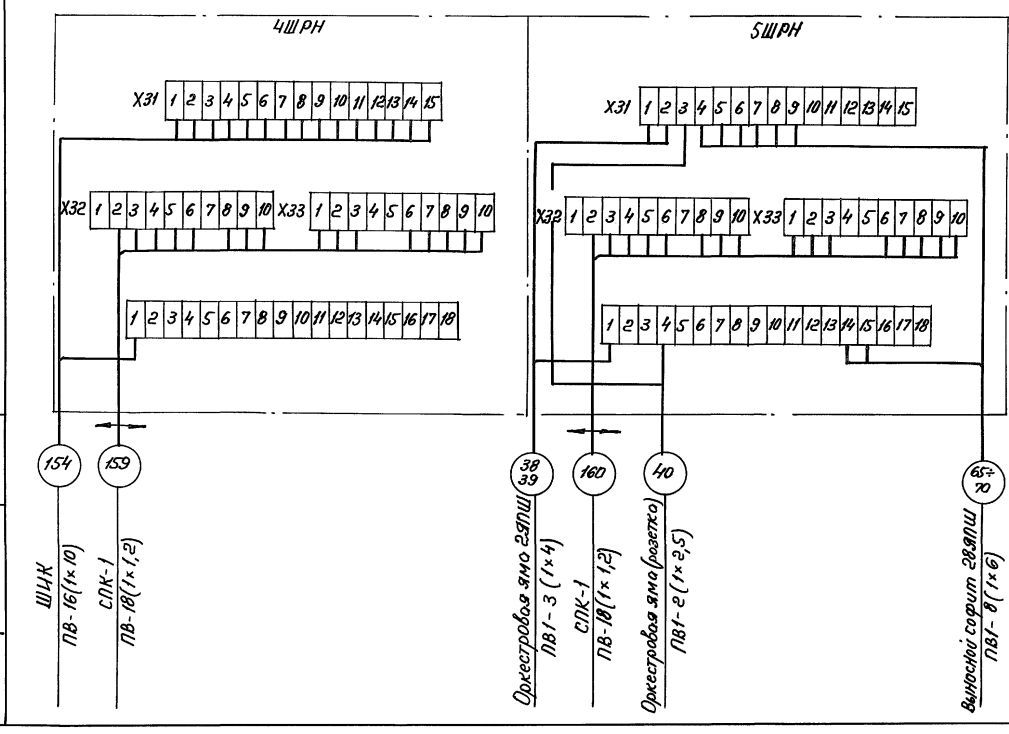 4ШРН
5ШРН
Х31 1 2 3 4 5 6 7 8 9 10 11 12 13 14 15
Х31 1 2 3 4 5 6 7 8 9 10 11 12 13 14 15
Х32 1 2 3 4 5 6 7 8 9 10
Х33 1 2 3 4 5 6 7 8 9 10
Х32 1 2 3 4 5 6 7 8 9 10
Х33 1 2 3 4 5 6 7 8 9 10
1 2 3 4 5 6 7 8 9 10 11 12 13 14 15 16 17 18
1 2 3 4 5 6 7 8 9 10 11 12 13 14 15 16 17 18
154
159
38
39
160
40
65÷
70
ШИК
ПВ-16(1×10)
СПК-1
ПВ-18(1×1,2)
Оркестровая яма 29ЯПШ
ПВ1-3(1×4)
СПК-1
ПВ-18(1×1,2)
Оркестровая яма (розетка)
ПВ1-2(1×2,5)
Выносной софит 28ЯПШ
ПВ1-8(1×6)